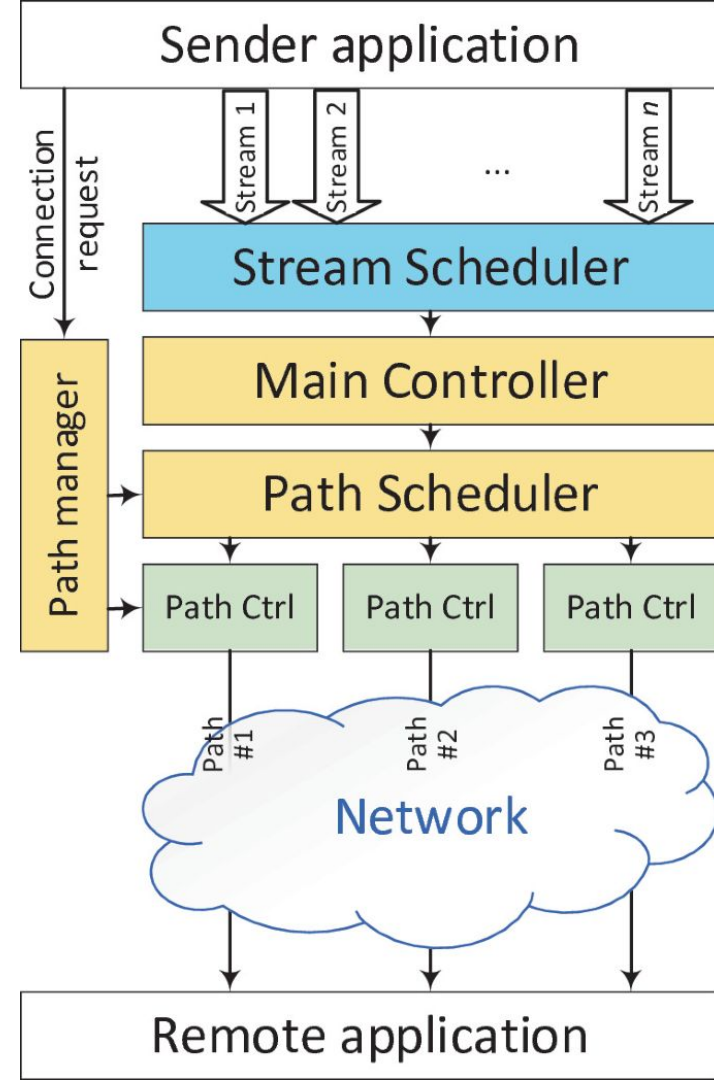 Sender application
Connection
request
Stream 1
Stream 2
...
Stream n
Stream Scheduler
Main Controller
Path manager
Path Scheduler
Path Ctrl
Path Ctrl
Path Ctrl
Path
#1
Path
#2
Path
#3
Network
Remote application